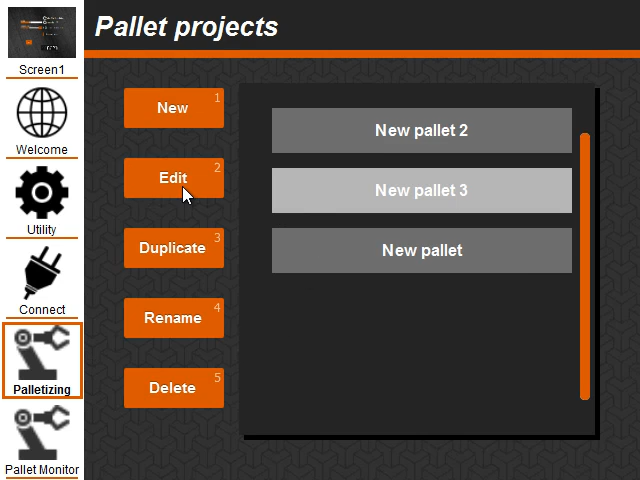 Pallet projects
Screen1
Welcome
Utility
Connect
Palletizing
Pallet Monitor
New 1
Edit 2
Duplicate 3
Rename 4
Delete 5
New pallet 2
New pallet 3
New pallet